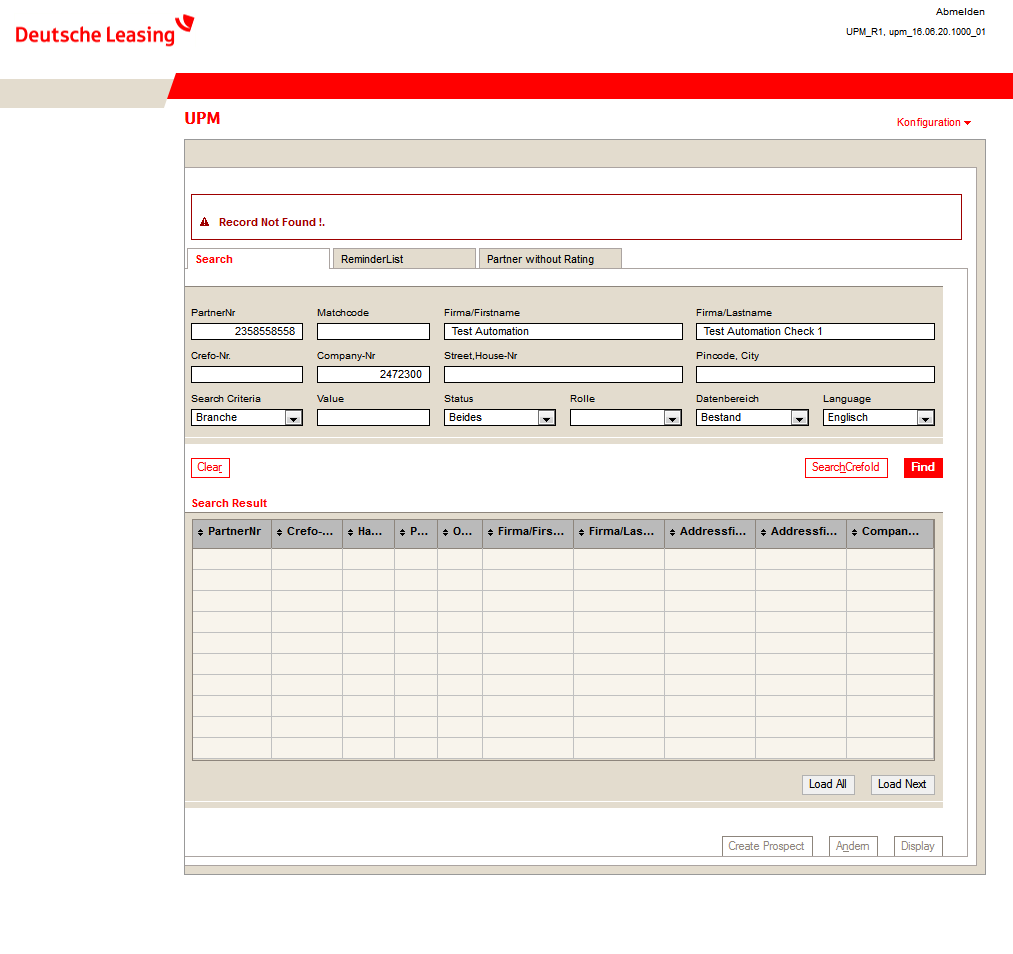 Abmelden
Deutsche Leasing
UPM_R1, upm_16.06.20.1000_01
UPM
Konfiguration
Record Not Found !.
Search ReminderList Partner without Rating
PartnerNr Matchcode Firma/Firstname Firma/Lastname
2358558558 Test Automation Test Automation Check 1
Crefo-Nr. Company-Nr Street,House-Nr Pincode, City
2472300
Search Criteria Value Status Rolle Datenbereich Language
Branche Beides Bestand Englisch
Clear SearchCrefoId Find
Search Result
PartnerNr Crefo-... Ha... P... O... Firma/Firs... Firma/Las... Addressfi... Addressfi... Compan...
Load All Load Next
Create Prospect Andern Display